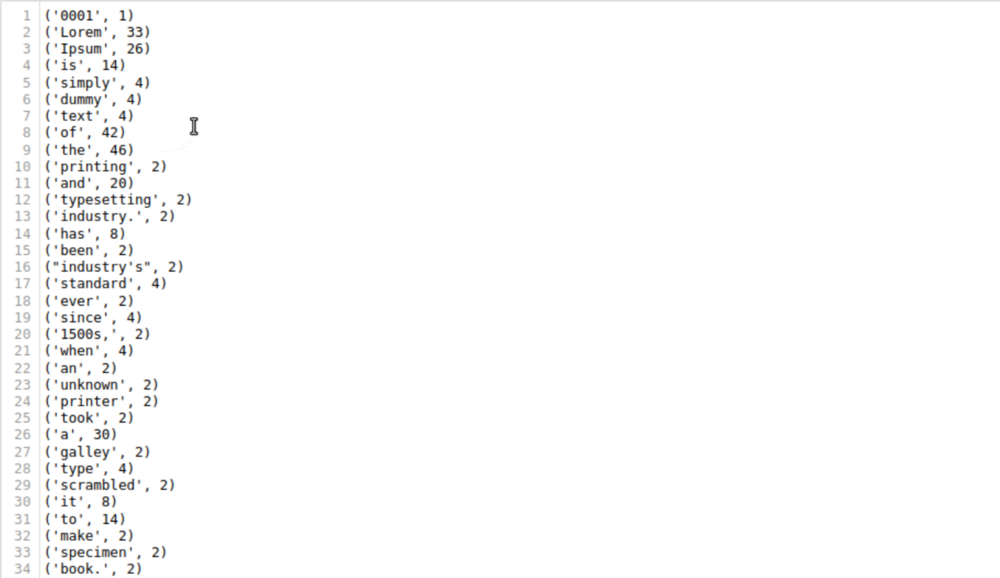 1 ('0001', 1)
2 ('Lorem', 33)
3 ('Ipsum', 26)
4 ('is', 14)
5 ('simply', 4)
6 ('dummy', 4)
7 ('text', 4)
8 ('of', 42)
9 ('the', 46)
10 ('printing', 2)
11 ('and', 20)
12 ('typesetting', 2)
13 ('industry.', 2)
14 ('has', 8)
15 ('been', 2)
16 ("industry's", 2)
17 ('standard', 4)
18 ('ever', 2)
19 ('since', 4)
20 ('1500s,', 2)
21 ('when', 4)
22 ('an', 2)
23 ('unknown', 2)
24 ('printer', 2)
25 ('took', 2)
26 ('a', 30)
27 ('galley', 2)
28 ('type', 4)
29 ('scrambled', 2)
30 ('it', 8)
31 ('to', 14)
32 ('make', 2)
33 ('specimen', 2)
34 ('book.', 2)